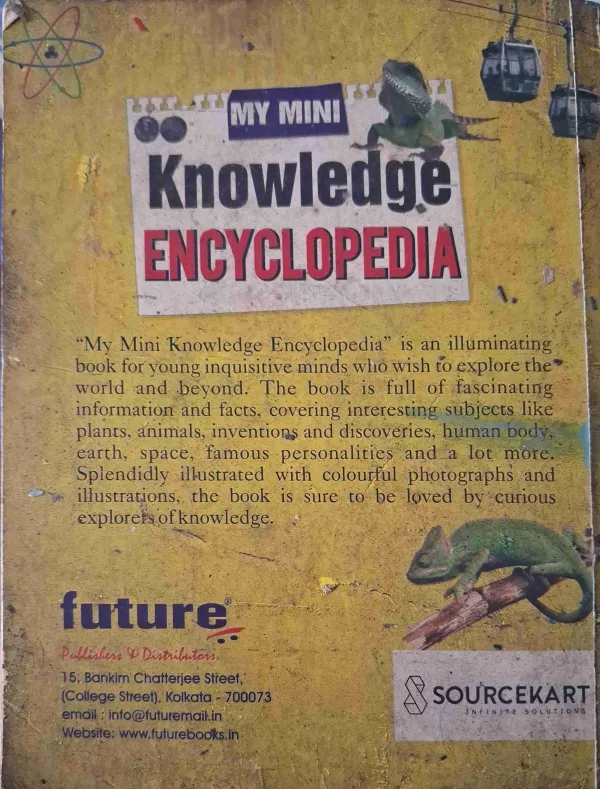 MY MINI
Knowledge
ENCYCLOPEDIA
“My Mini Knowledge Encyclopedia” is an illuminating
book for young inquisitive minds who wish to explore the
world and beyond. The book is full of fascinating
information and facts, covering interesting subjects like
plants, animals, inventions and discoveries, human body,
earth, space, famous personalities and a lot more.
Splendidly illustrated with colourful photographs and
illustrations, the book is sure to be loved by curious
explorers of knowledge.
future®
Publishers & Distributors
15, Bankim Chatterjee Street,
(College Street), Kolkata - 700073
email : info@futuremail.in
Website: www.futurebooks.in
SOURCEKART
INFINITE SOLUTIONS